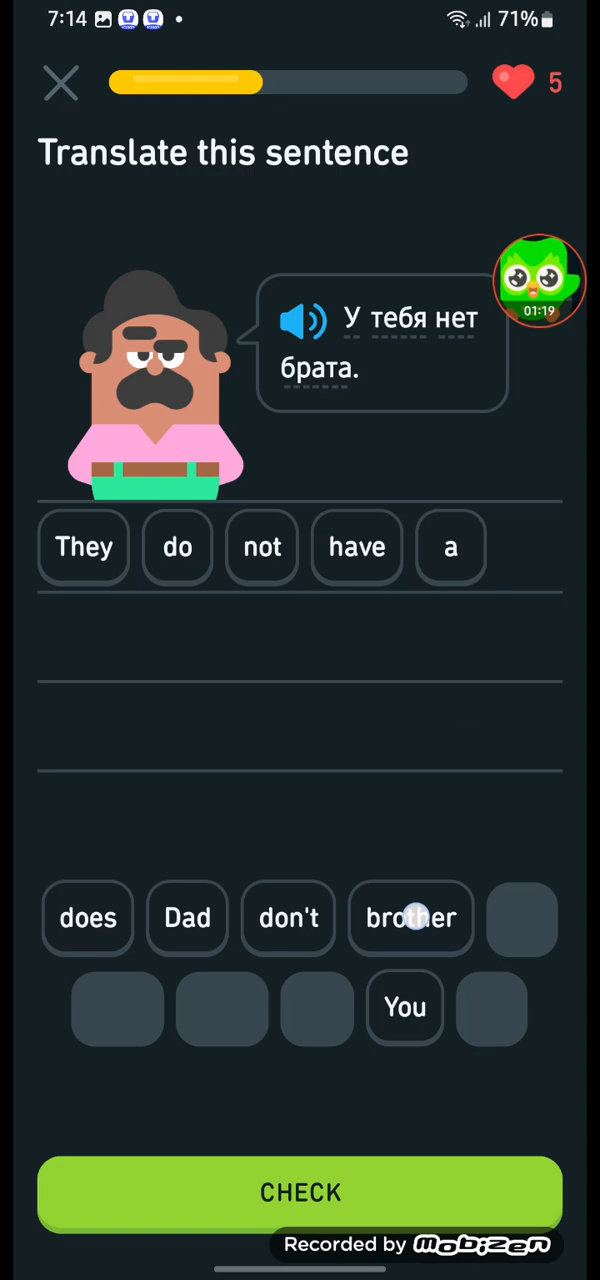 7:14 71%
5
Translate this sentence
У тебя нет
брата.
01:19
They do not have a
does Dad don't brother
You
CHECK
Recorded by mobizen